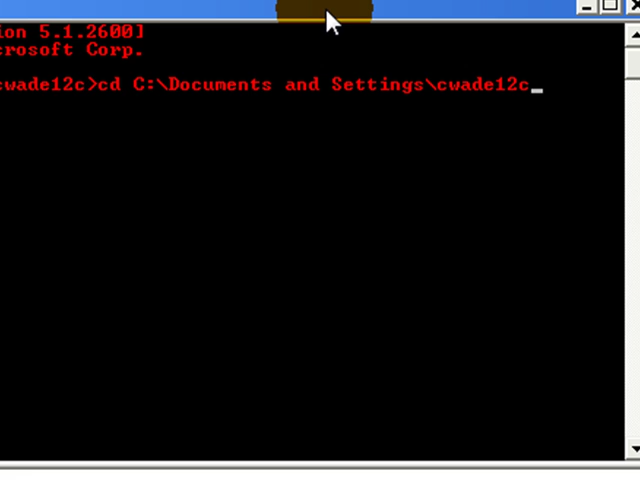 ion 5.1.2600]
crosoft Corp.
cwade12c>cd C:\Documents and Settings\cwade12c